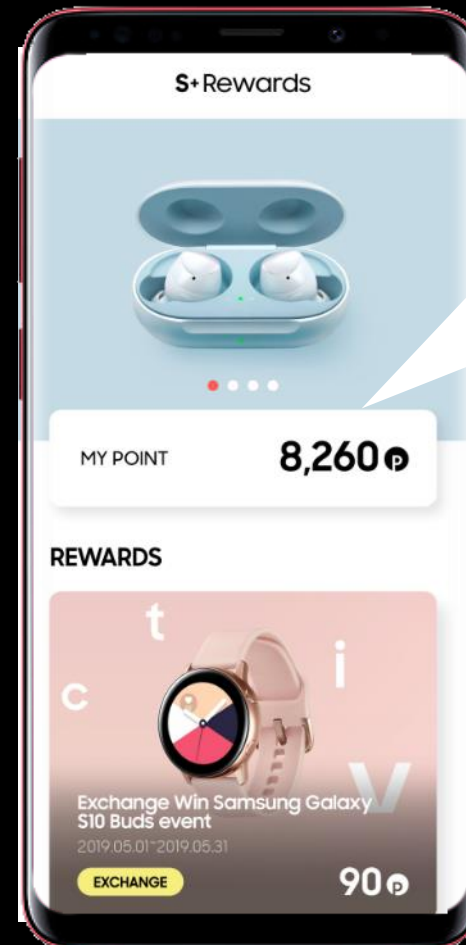 S+Rewards
MY POINT 8,260 p
REWARDS
c t i v
Exchange Win Samsung Galaxy
S10 Buds event
2019.05.01~2019.05.31
EXCHANGE 90 p